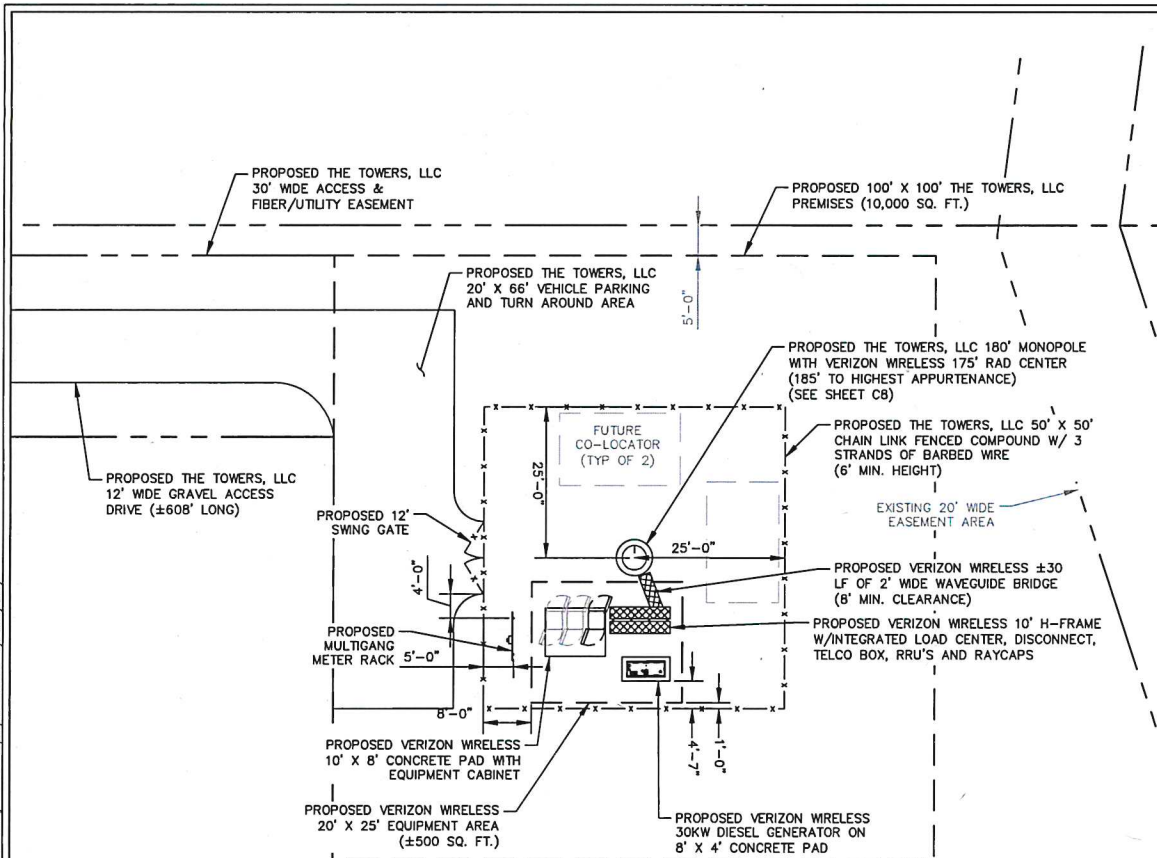 PROPOSED THE TOWERS, LLC
30' WIDE ACCESS &
FIBER/UTILITY EASEMENT
PROPOSED 100' X 100' THE TOWERS, LLC
PREMISES (10,000 SQ. FT.)
PROPOSED THE TOWERS, LLC
20' X 66' VEHICLE PARKING
AND TURN AROUND AREA
5'-0"
PROPOSED THE TOWERS, LLC 180' MONOPOLE
WITH VERIZON WIRELESS 175' RAD CENTER
(185' TO HIGHEST APPURTENANCE)
(SEE SHEET C8)
FUTURE
CO-LOCATOR
(TYP OF 2)
PROPOSED THE TOWERS, LLC 50' X 50'
CHAIN LINK FENCED COMPOUND W/ 3
STRANDS OF BARBED WIRE
(6' MIN. HEIGHT)
25'-0"
PROPOSED THE TOWERS, LLC
12' WIDE GRAVEL ACCESS
DRIVE (±608' LONG)
EXISTING 20' WIDE
EASEMENT AREA
PROPOSED 12'
SWING GATE
25'-0"
PROPOSED VERIZON WIRELESS ±30
LF OF 2' WIDE WAVEGUIDE BRIDGE
(8' MIN. CLEARANCE)
4'-0"
PROPOSED VERIZON WIRELESS 10' H-FRAME
W/INTEGRATED LOAD CENTER, DISCONNECT,
TELCO BOX, RRU'S AND RAYCAPS
PROPOSED
MULTIGANG
METER RACK
5'-0"
8'-0"
4'-7"
1'-0"
PROPOSED VERIZON WIRELESS
10' X 8' CONCRETE PAD WITH
EQUIPMENT CABINET
PROPOSED VERIZON WIRELESS
20' X 25' EQUIPMENT AREA
(±500 SQ. FT.)
PROPOSED VERIZON WIRELESS
30KW DIESEL GENERATOR ON
8' X 4' CONCRETE PAD